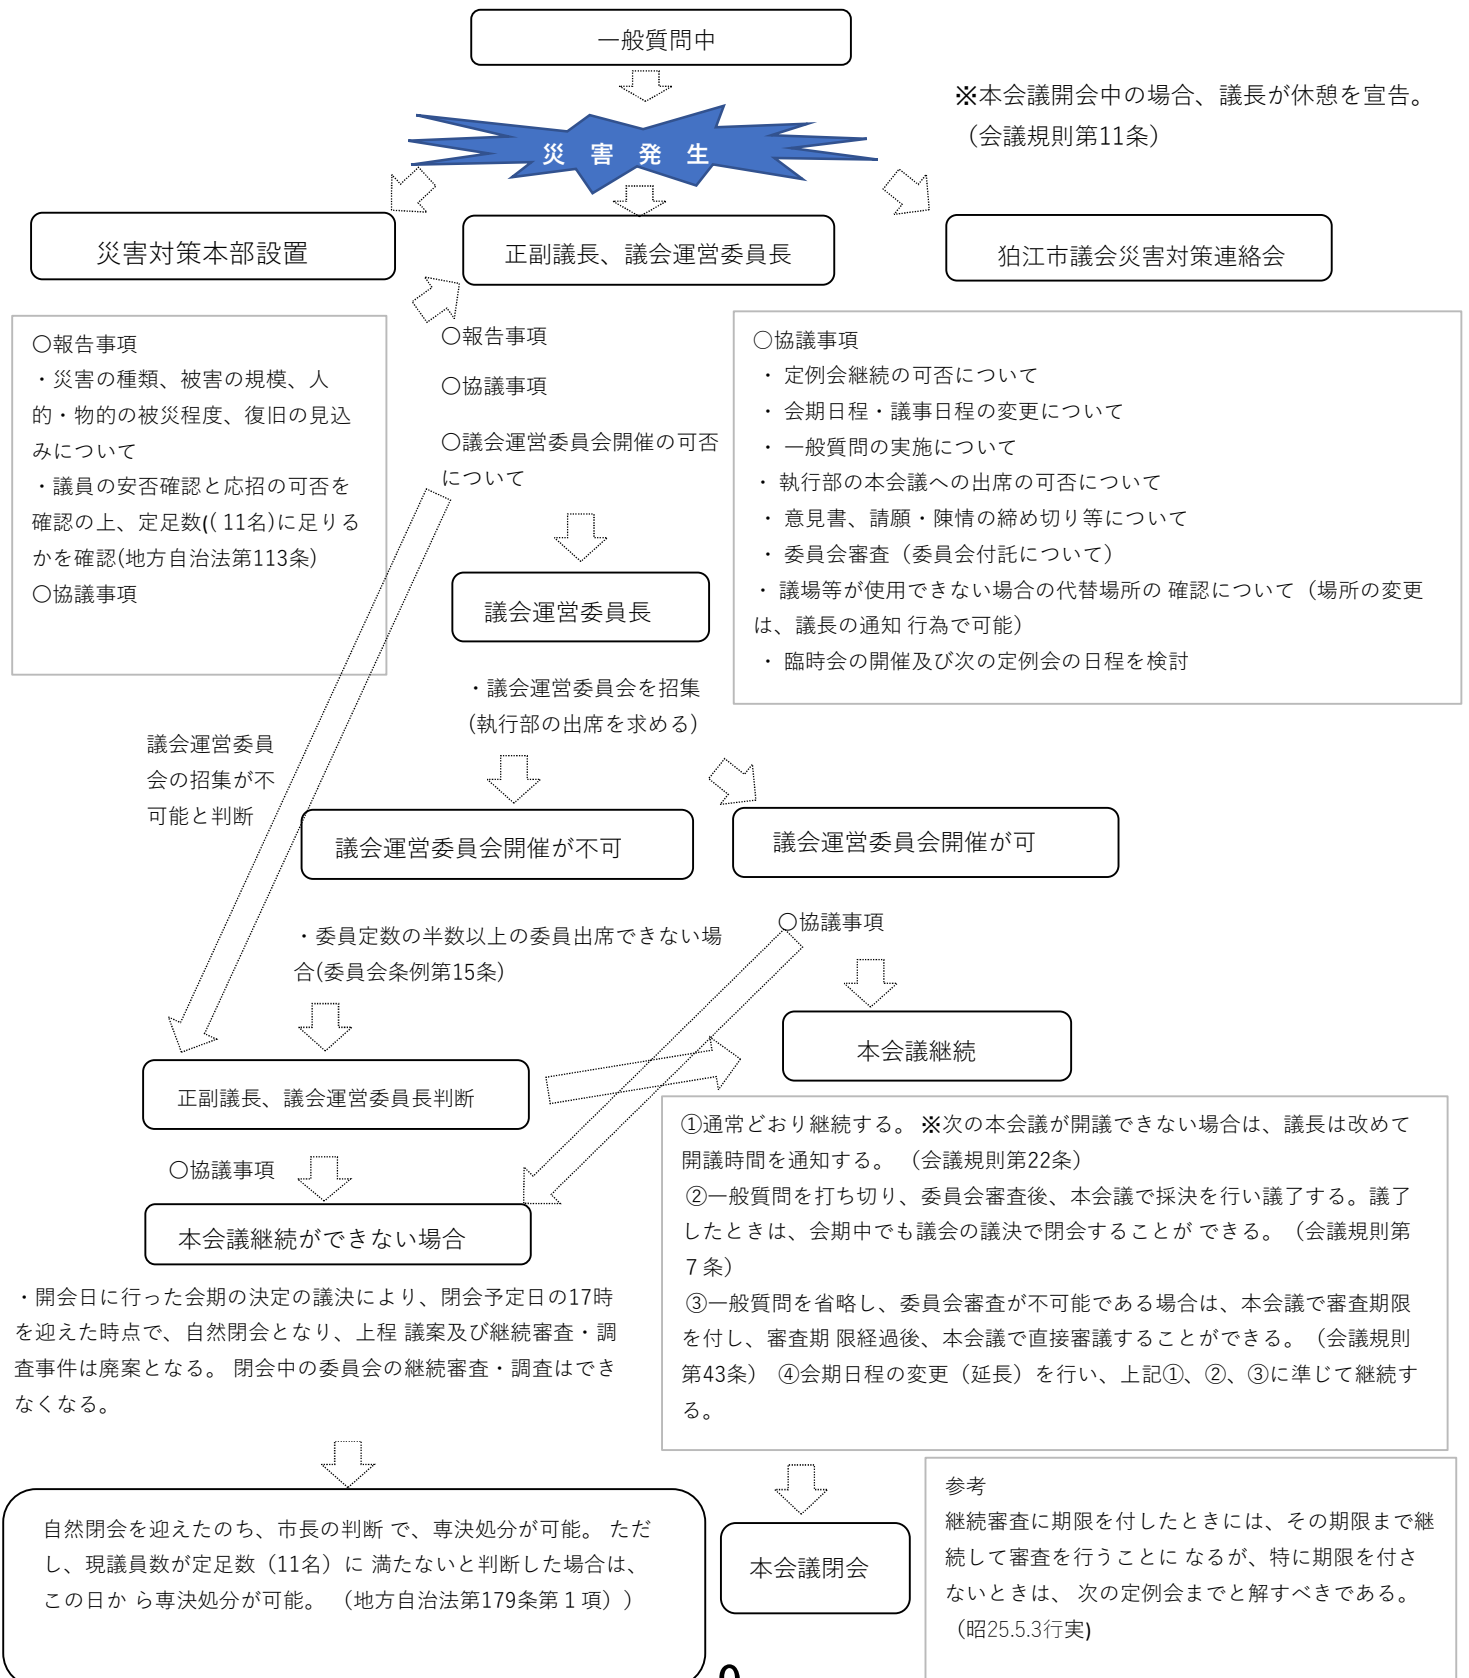 一般質問中
※本会議開会中の場合、議長が休憩を宣告。
（会議規則第11条）
災 害 発 生
災害対策本部設置
正副議長、議会運営委員長
狛江市議会災害対策連絡会
〇報告事項
・災害の種類、被害の規模、人
的・物的の被災程度、復旧の見込
みについて
・議員の安否確認と応招の可否を
確認の上、定足数(( 11名)に足りる
かを確認(地方自治法第113条)
〇協議事項
〇報告事項
〇協議事項
〇議会運営委員会開催の可否
について
〇協議事項
・ 定例会継続の可否について
・ 会期日程・議事日程の変更について
・ 一般質問の実施について
・ 執行部の本会議への出席の可否について
・ 意見書、請願・陳情の締め切り等について
・ 委員会審査（委員会付託について）
・ 議場等が使用できない場合の代替場所の 確認について（場所の変更
は、議長の通知 行為で可能）
・ 臨時会の開催及び次の定例会の日程を検討
議会運営委員長
・議会運営委員会を招集
(執行部の出席を求める)
議会運営委員
会の招集が不
可能と判断
議会運営委員会開催が不可
議会運営委員会開催が可
・委員定数の半数以上の委員出席できない場
合(委員会条例第15条)
〇協議事項
本会議継続
正副議長、議会運営委員長判断
〇協議事項
本会議継続ができない場合
①通常どおり継続する。 ※次の本会議が開議できない場合は、議長は改めて
開議時間を通知する。 （会議規則第22条）
②一般質問を打ち切り、委員会審査後、本会議で採決を行い議了する。議了
したときは、会期中でも議会の議決で閉会することが できる。（会議規則第
７条）
③一般質問を省略し、委員会審査が不可能である場合は、本会議で審査期限
を付し、審査期 限経過後、本会議で直接審議することができる。（会議規則
第43条） ④会期日程の変更（延長）を行い、上記①、②、③に準じて継続す
る。
・開会日に行った会期の決定の議決により、閉会予定日の17時
を迎えた時点で、自然閉会となり、上程 議案及び継続審査・調
査事件は廃案となる。 閉会中の委員会の継続審査・調査はでき
なくなる。
自然閉会を迎えたのち、市長の判断 で、専決処分が可能。 ただ
し、現議員数が定足数（11名）に 満たないと判断した場合は、
この日か ら専決処分が可能。 （地方自治法第179条第１項））
本会議閉会
参考
継続審査に期限を付したときには、その期限まで継
続して審査を行うことに なるが、特に期限を付さ
ないときは、 次の定例会までと解すべきである。
（昭25.5.3行実)